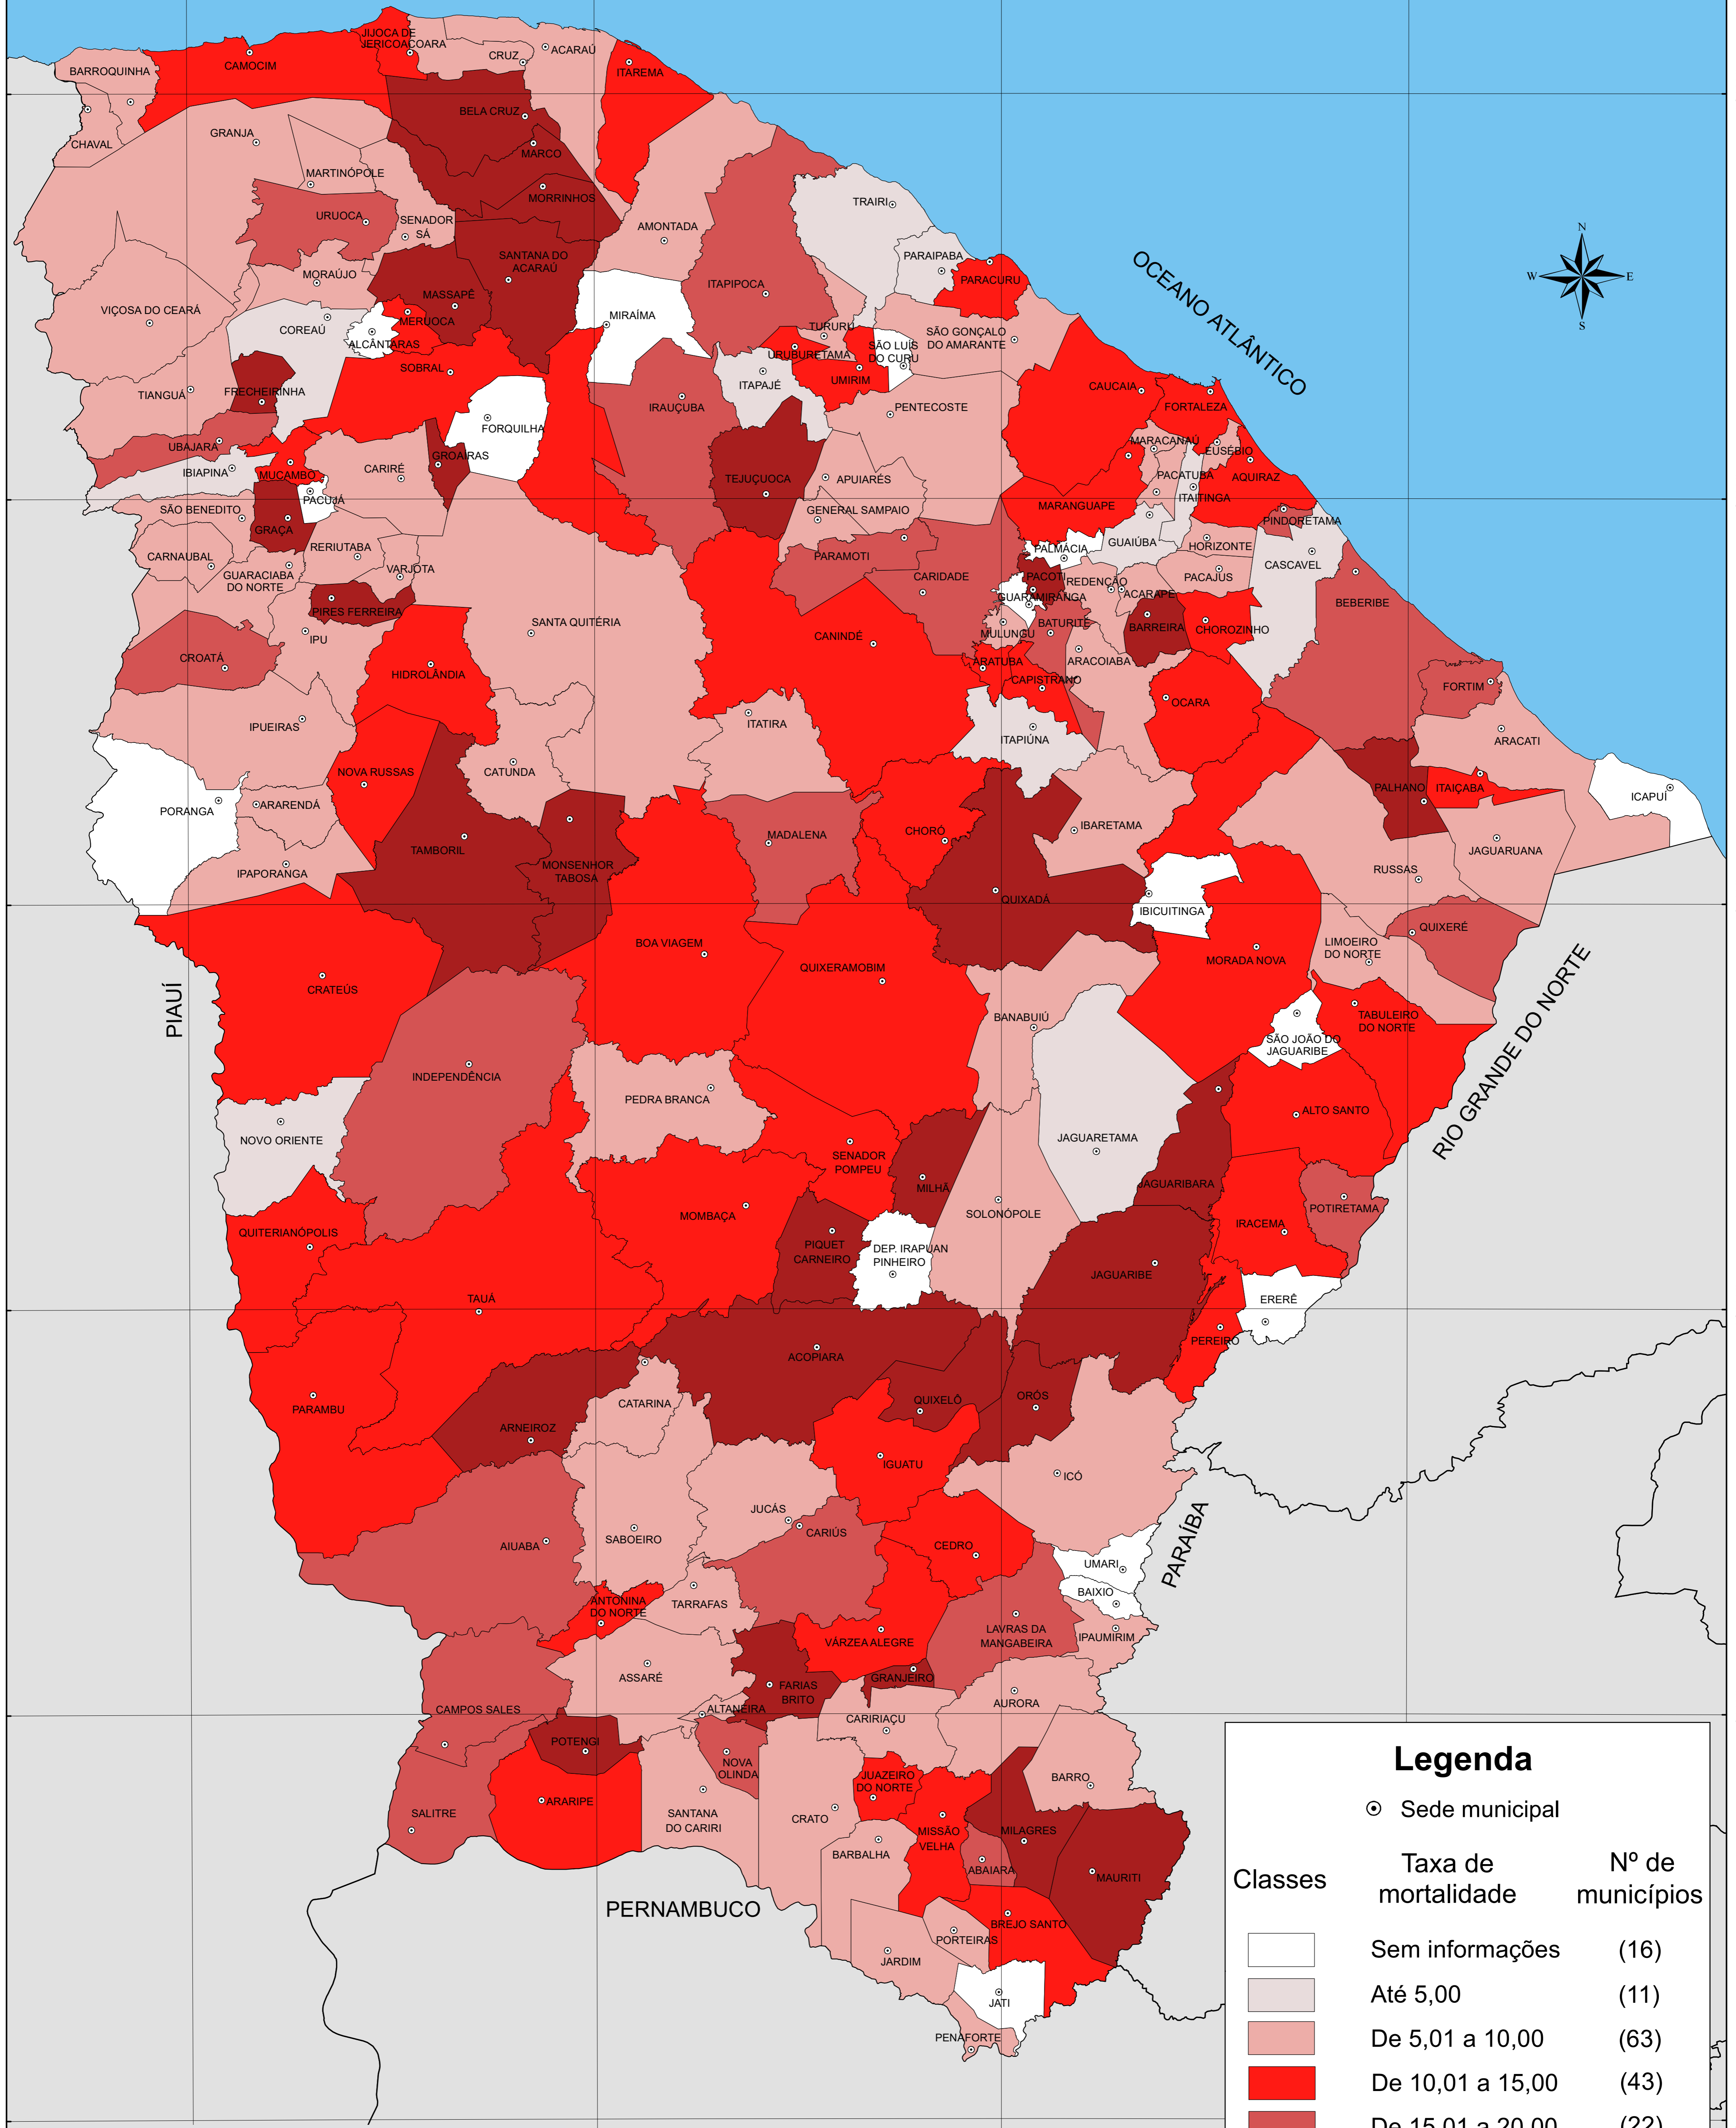 JIJOCA DE
JERICOACOARA
CRUZ
ACARAÚ
BARROQUINHA
CAMOCIM
ITAREMA
BELA CRUZ
CHAVAL
GRANJA
MARCO
MARTINÓPOLE
MORRINHOS
URUOCA
SENADOR
SÁ
AMONTADA
TRAIRI
N
W
E
S
MORAÚJO
SANTANA DO
ACARAÚ
PARAIPABA
PARACURU
OCEANO ATLÂNTICO
ITAPIPOCA
MASSAPÊ
VIÇOSA DO CEARÁ
MIRAÍMA
MERUOCA
COREAÚ
ALCÂNTARAS
TURURU
SÃO GONÇALO
DO AMARANTE
URUBURETAMA
SÃO LUÍS
DO CURU
SOBRAL
UMIRIM
ITAPAJÉ
CAUCAIA
TIANGUÁ
FRECHEIRINHA
IRAUÇUBA
PENTECOSTE
FORTALEZA
FORQUILHA
UBAJARA
MARACANAÚ
EUSÉBIO
IBIAPINA
MUCAMBO
CARIRÉ
GROAÍRAS
TEJUÇUOCA
APUIARÉS
PACATUBA
AQUIRAZ
ITAITINGA
PACUJÁ
SÃO BENEDITO
GENERAL SAMPAIO
MARANGUAPE
PINDORETAMA
GRAÇA
RERIUTABA
PALMÁCIA
GUAIÚBA
HORIZONTE
CARNAUBAL
PARAMOTI
CASCAVEL
GUARACIABA
DO NORTE
VARJOTA
CARIDADE
PACOTI
REDENÇÃO
PACAJUS
GUARAMIRANGA
ACARAPE
BEBERIBE
PIRES FERREIRA
SANTA QUITÉRIA
MULUNGU
BATURITÉ
BARREIRA
CHOROZINHO
IPU
CANINDÉ
CROATÁ
ARATUBA
ARACOIABA
HIDROLÂNDIA
CAPISTRANO
FORTIM
OCARA
IPUEIRAS
ITATIRA
ITAPIÚNA
ARACATI
NOVA RUSSAS
CATUNDA
PALHANO
ITAIÇABA
ICAPUÍ
PORANGA
ARARENDÁ
MADALENA
CHORÓ
IBARETAMA
TAMBORIL
JAGUARUANA
MONSENHOR
TABOSA
IPAPORANGA
RUSSAS
QUIXADÁ
IBICUITINGA
QUIXERÉ
BOA VIAGEM
LIMOEIRO
DO NORTE
MORADA NOVA
QUIXERAMOBIM
CRATEÚS
PIAUÍ
BANABUIÚ
TABULEIRO
DO NORTE
SÃO JOÃO DO
JAGUARIBE
RIO GRANDE DO NORTE
INDEPENDÊNCIA
PEDRA BRANCA
ALTO SANTO
NOVO ORIENTE
JAGUARETAMA
SENADOR
POMPEU
MILHÃ
JAGUARIBARA
POTIRETAMA
SOLONÓPOLE
MOMBAÇA
IRACEMA
QUITERIANÓPOLIS
PIQUET
CARNEIRO
DEP. IRAPUAN
PINHEIRO
JAGUARIBE
TAUÁ
ERERÊ
PEREIRO
ACOPIARA
CATARINA
QUIXELÔ
ORÓS
PARAMBU
ARNEIROZ
IGUATU
ICÓ
JUCÁS
CARIÚS
SABOEIRO
AIUABA
CEDRO
PARAÍBA
UMARI
BAIXIO
ANTONINA
DO NORTE
TARRAFAS
LAVRAS DA
MANGABEIRA
IPAUMIRIM
VÁRZEA ALEGRE
ASSARÉ
FARIAS
BRITO
GRANJEIRO
AURORA
CAMPOS SALES
ALTANEIRA
CARIRIAÇU
POTENGI
NOVA
OLINDA
JUAZEIRO
DO NORTE
BARRO
ARARIPE
SALITRE
SANTANA
DO CARIRI
CRATO
MISSÃO
VELHA
MILAGRES
BARBALHA
ABAIARA
MAURITI
PERNAMBUCO
BREJO SANTO
PORTEIRAS
JARDIM
JATI
PENAFORTE
Legenda
Sede municipal
Classes
Taxa de
mortalidade
Nº de
municípios
Sem informações (16)
Até 5,00 (11)
De 5,01 a 10,00 (63)
De 10,01 a 15,00 (43)
De 15,01 a 20,00 (22)